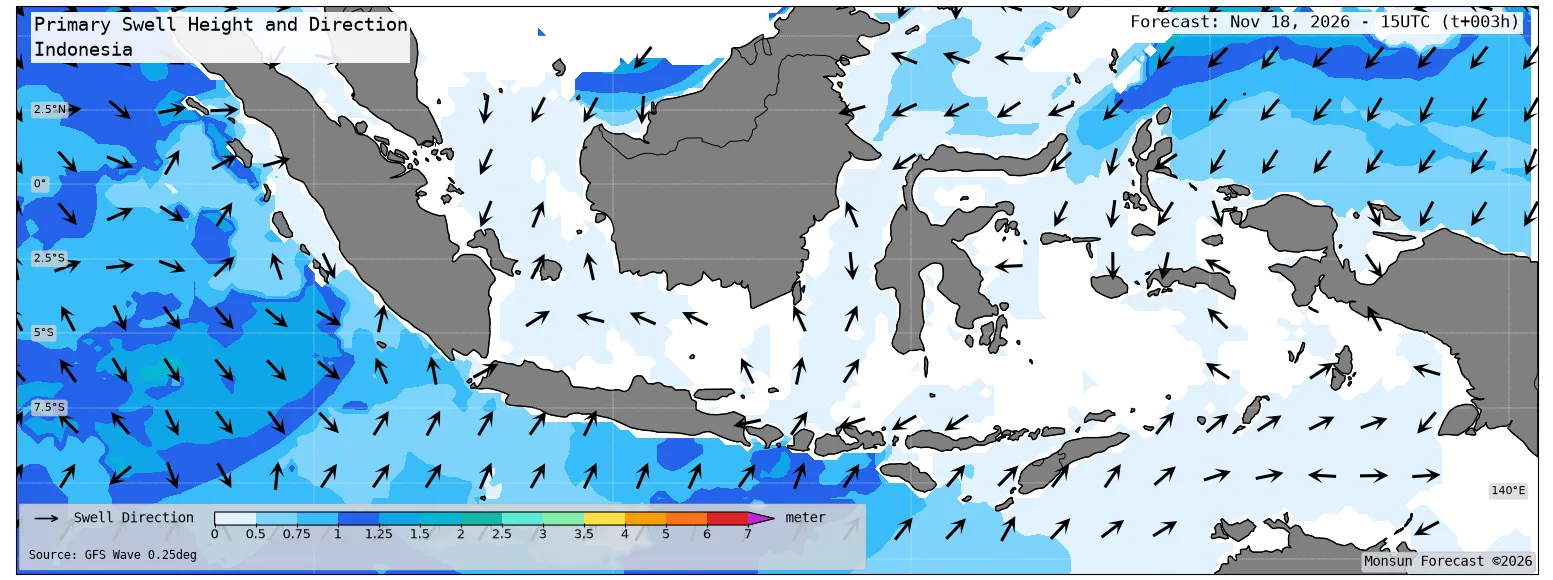 Primary Swell Height and Direction
Indonesia
Forecast: Nov 18, 2026 - 15UTC (t+003h)
2.5°N
0°
2.5°S
5°S
7.5°S
140°E
Swell Direction
meter
0 0.5 0.75 1 1.25 1.5 2 2.5 3 3.5 4 5 6 7
Source: GFS Wave 0.25deg
Monsun Forecast ©2026